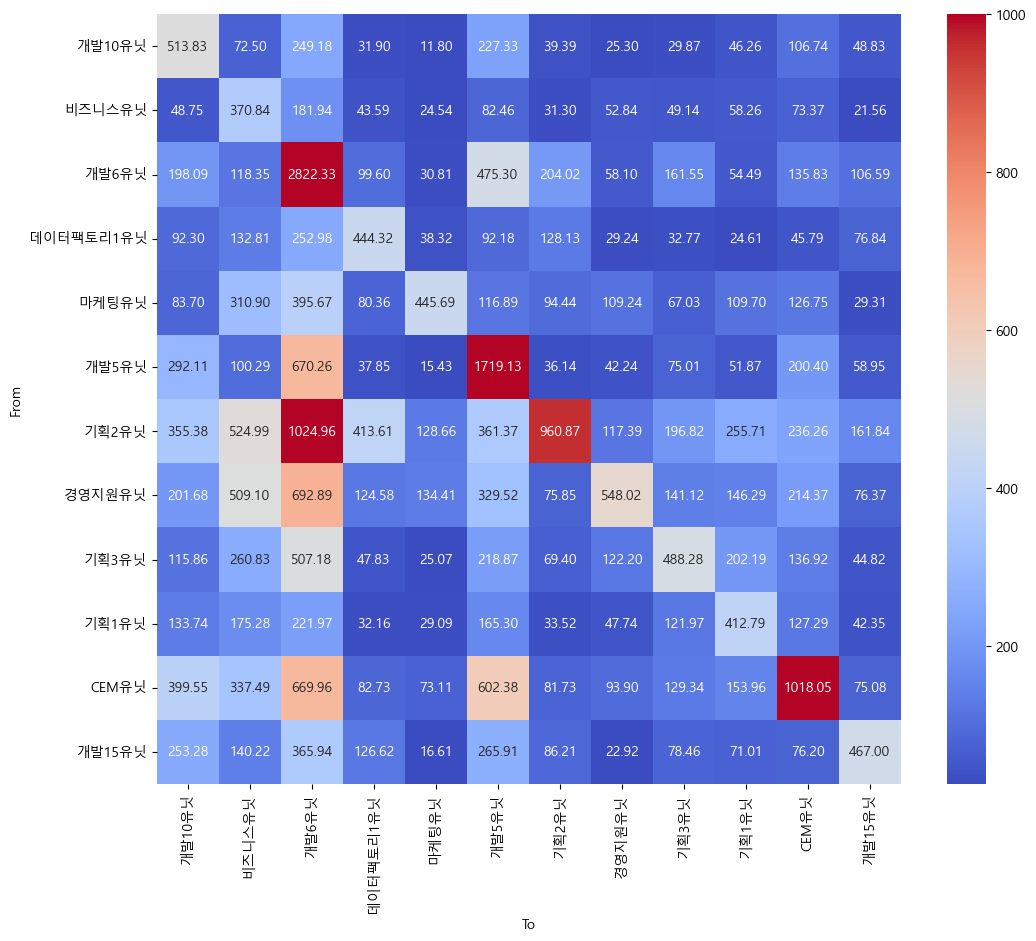 개발10유닛 513.83 72.50 249.18 31.90 11.80 227.33 39.39 25.30 29.87 46.26 106.74 48.83
비즈니스유닛 48.75 370.84 181.94 43.59 24.54 82.46 31.30 52.84 49.14 58.26 73.37 21.56
개발6유닛 198.09 118.35 2822.33 99.60 30.81 475.30 204.02 58.10 161.55 54.49 135.83 106.59
데이터팩토리1유닛 92.30 132.81 252.98 444.32 38.32 92.18 128.13 29.24 32.77 24.61 45.79 76.84
마케팅유닛 83.70 310.90 395.67 80.36 445.69 116.89 94.44 109.24 67.03 109.70 126.75 29.31
개발5유닛 292.11 100.29 670.26 37.85 15.43 1719.13 36.14 42.24 75.01 51.87 200.40 58.95
기획2유닛 355.38 524.99 1024.96 413.61 128.66 361.37 960.87 117.39 196.82 255.71 236.26 161.84
경영지원유닛 201.68 509.10 692.89 124.58 134.41 329.52 75.85 548.02 141.12 146.29 214.37 76.37
기획3유닛 115.86 260.83 507.18 47.83 25.07 218.87 69.40 122.20 488.28 202.19 136.92 44.82
기획1유닛 133.74 175.28 221.97 32.16 29.09 165.30 33.52 47.74 121.97 412.79 127.29 42.35
CEM유닛 399.55 337.49 669.96 82.73 73.11 602.38 81.73 93.90 129.34 153.96 1018.05 75.08
개발15유닛 253.28 140.22 365.94 126.62 16.61 265.91 86.21 22.92 78.46 71.01 76.20 467.00
From
개발10유닛 비즈니스유닛 개발6유닛 데이터팩토리1유닛 마케팅유닛 개발5유닛 기획2유닛 경영지원유닛 기획3유닛 기획1유닛 CEM유닛 개발15유닛
To
1000
800
600
400
200